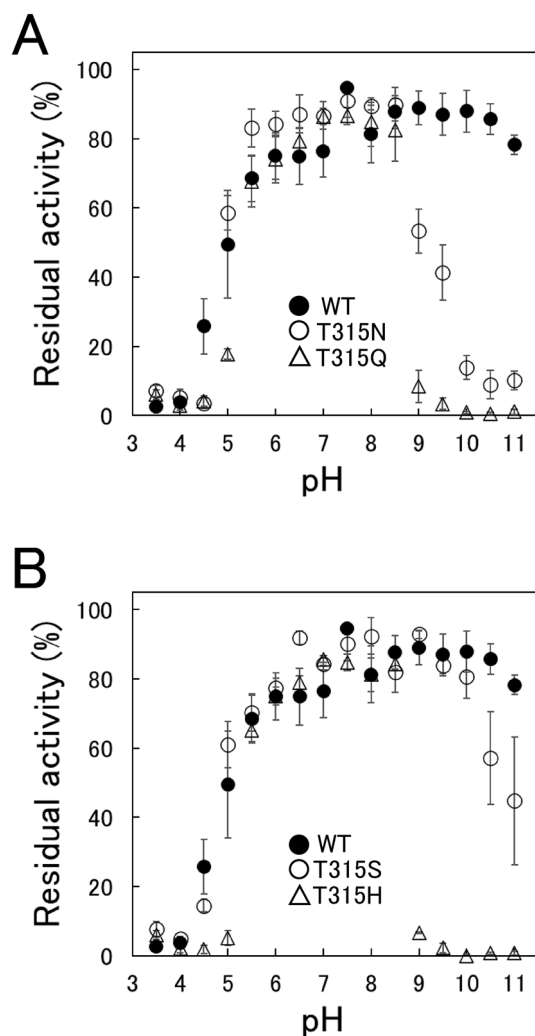 A
Residual activity (%)
100
80
60
40
20
0
WT
T315N
T315Q
3 4 5 6 7 8 9 10 11
pH
B
Residual activity (%)
100
80
60
40
20
0
WT
T315S
T315H
3 4 5 6 7 8 9 10 11
pH